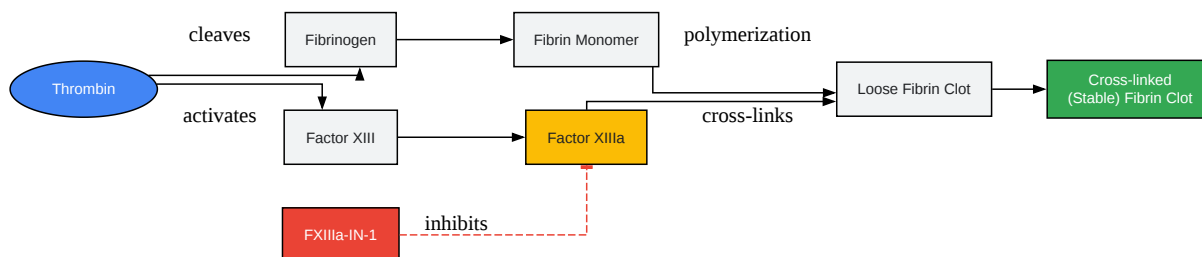 cleaves
Fibrinogen
Fibrin Monomer
polymerization
Thrombin
Loose Fibrin Clot
Cross-linked
(Stable) Fibrin Clot
activates
cross-links
Factor XIII
Factor XIIIa
FXIIIa-IN-1
inhibits